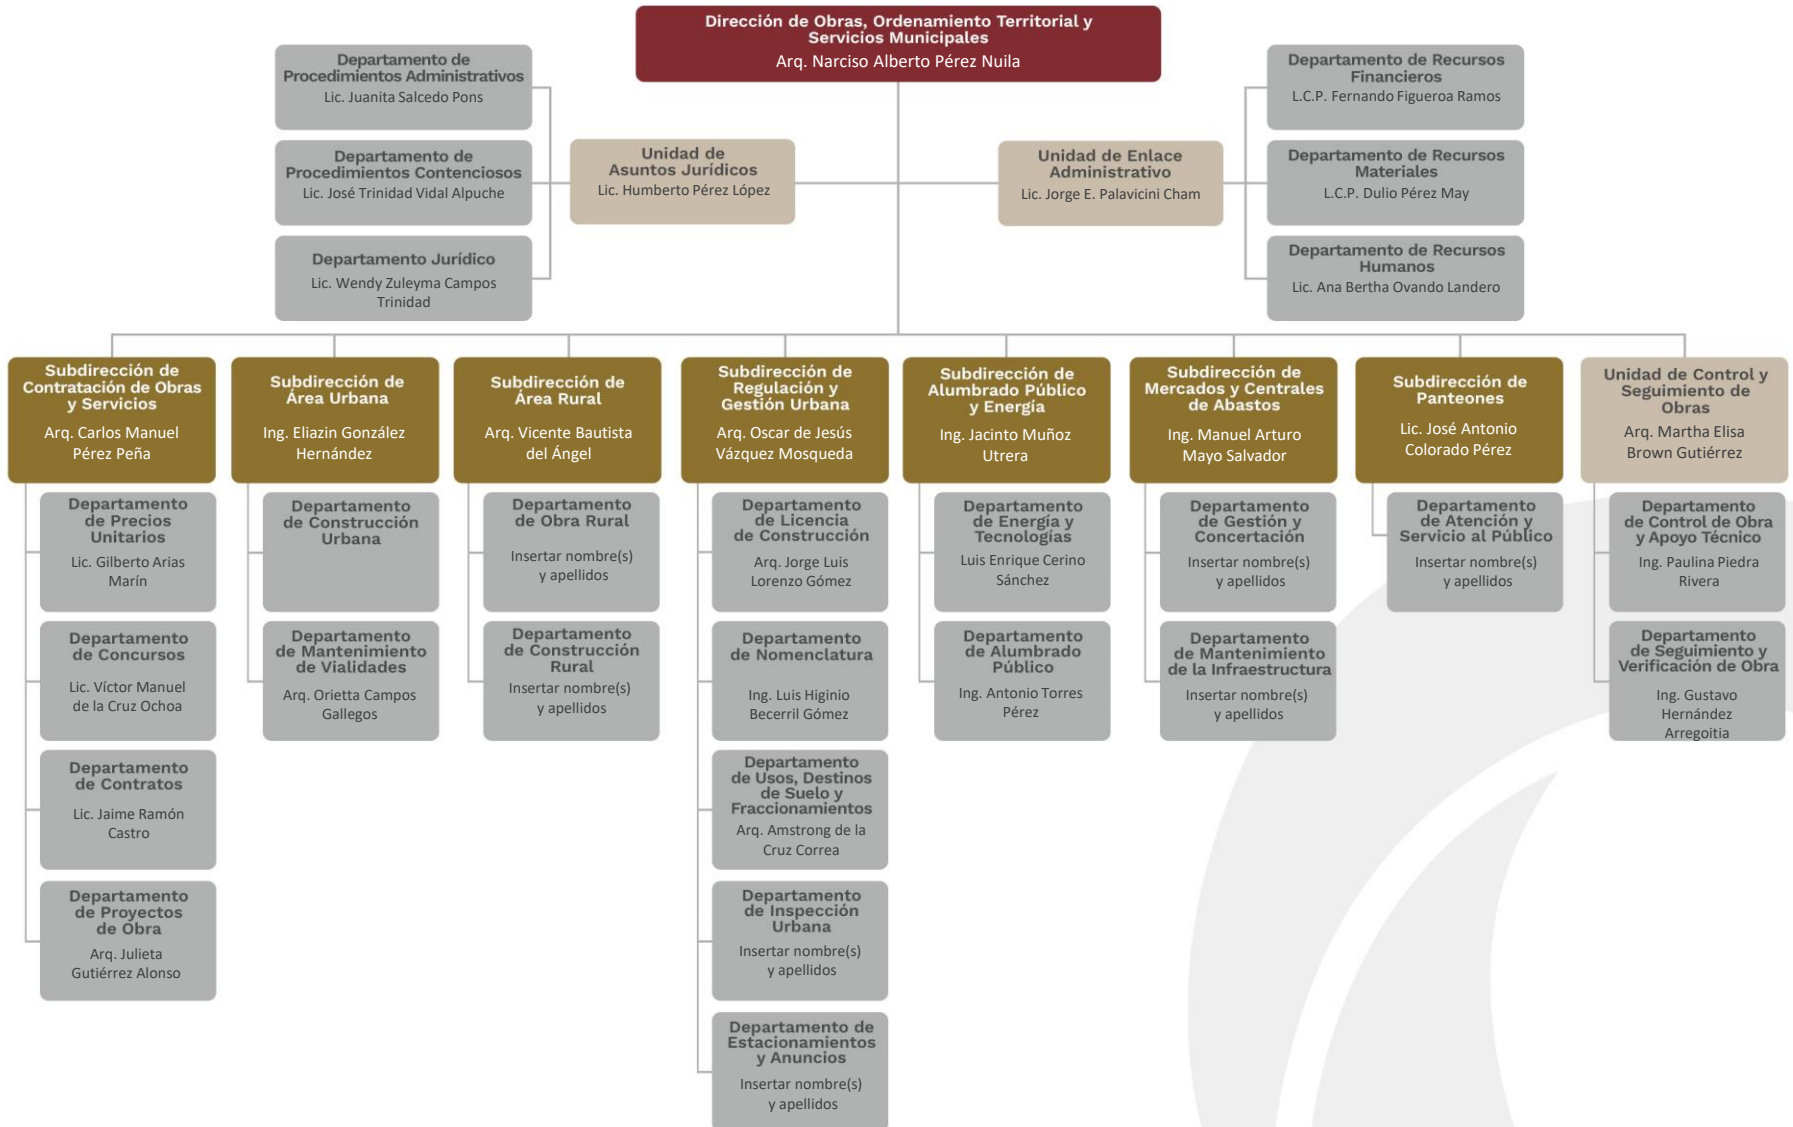 Dirección de Obras, Ordenamiento Territorial y
Servicios Municipales
Arq. Narciso Alberto Pérez Nuila
Departamento de
Procedimientos Administrativos
Lic. Juanita Salcedo Pons
Departamento de
Procedimientos Contenciosos
Lic. José Trinidad Vidal Alpuche
Departamento Jurídico
Lic. Wendy Zuleyma Campos
Trinidad
Unidad de
Asuntos Jurídicos
Lic. Humberto Pérez López
Unidad de Enlace
Administrativo
Lic. Jorge E. Palavicini Cham
Departamento de Recursos
Financieros
L.C.P. Fernando Figueroa Ramos
Departamento de Recursos
Materiales
L.C.P. Dulio Pérez May
Departamento de Recursos
Humanos
Lic. Ana Bertha Ovando Landero
Subdirección de
Contratación de Obras
y Servicios
Arq. Carlos Manuel
Pérez Peña
Departamento
de Precios
Unitarios
Lic. Gilberto Arias
Marín
Departamento
de Concursos
Lic. Víctor Manuel
de la Cruz Ochoa
Departamento
de Contratos
Lic. Jaime Ramón
Castro
Departamento
de Proyectos
de Obra
Arq. Julieta
Gutiérrez Alonso
Subdirección de
Área Urbana
Ing. Eliazin González
Hernández
Departamento
de Construcción
Urbana
Departamento
de Mantenimiento
de Vialidades
Arq. Orietta Campos
Gallegos
Subdirección de
Área Rural
Arq. Vicente Bautista
del Ángel
Departamento
de Obra Rural
Insertar nombre(s)
y apellidos
Departamento
de Construcción
Rural
Insertar nombre(s)
y apellidos
Subdirección de
Regulación y
Gestión Urbana
Arq. Oscar de Jesús
Vázquez Mosqueda
Departamento
de Licencia
de Construcción
Arq. Jorge Luis
Lorenzo Gómez
Departamento
de Nomenclatura
Ing. Luis Higinio
Becerril Gómez
Departamento
de Usos, Destinos
de Suelo y
Fraccionamientos
Arq. Amstrong de la
Cruz Correa
Departamento
de Inspección
Urbana
Insertar nombre(s)
y apellidos
Departamento de
Estacionamientos
y Anuncios
Insertar nombre(s)
y apellidos
Subdirección de
Alumbrado Público
y Energía
Ing. Jacinto Muñoz
Utrera
Departamento
de Energía y
Tecnologías
Luis Enrique Cerino
Sánchez
Departamento
de Alumbrado
Público
Ing. Antonio Torres
Pérez
Subdirección de
Mercados y Centrales
de Abastos
Ing. Manuel Arturo
Mayo Salvador
Departamento
de Gestión y
Concertación
Insertar nombre(s)
y apellidos
Departamento
de Mantenimiento
de la Infraestructura
Insertar nombre(s)
y apellidos
Subdirección de
Panteones
Lic. José Antonio
Colorado Pérez
Departamento
de Atención y
Servicio al Público
Insertar nombre(s)
y apellidos
Unidad de Control y
Seguimiento de
Obras
Arq. Martha Elisa
Brown Gutiérrez
Departamento
de Control de Obra
y Apoyo Técnico
Ing. Paulina Piedra
Rivera
Departamento
de Seguimiento y
Verificación de Obra
Ing. Gustavo
Hernández
Arregoitia